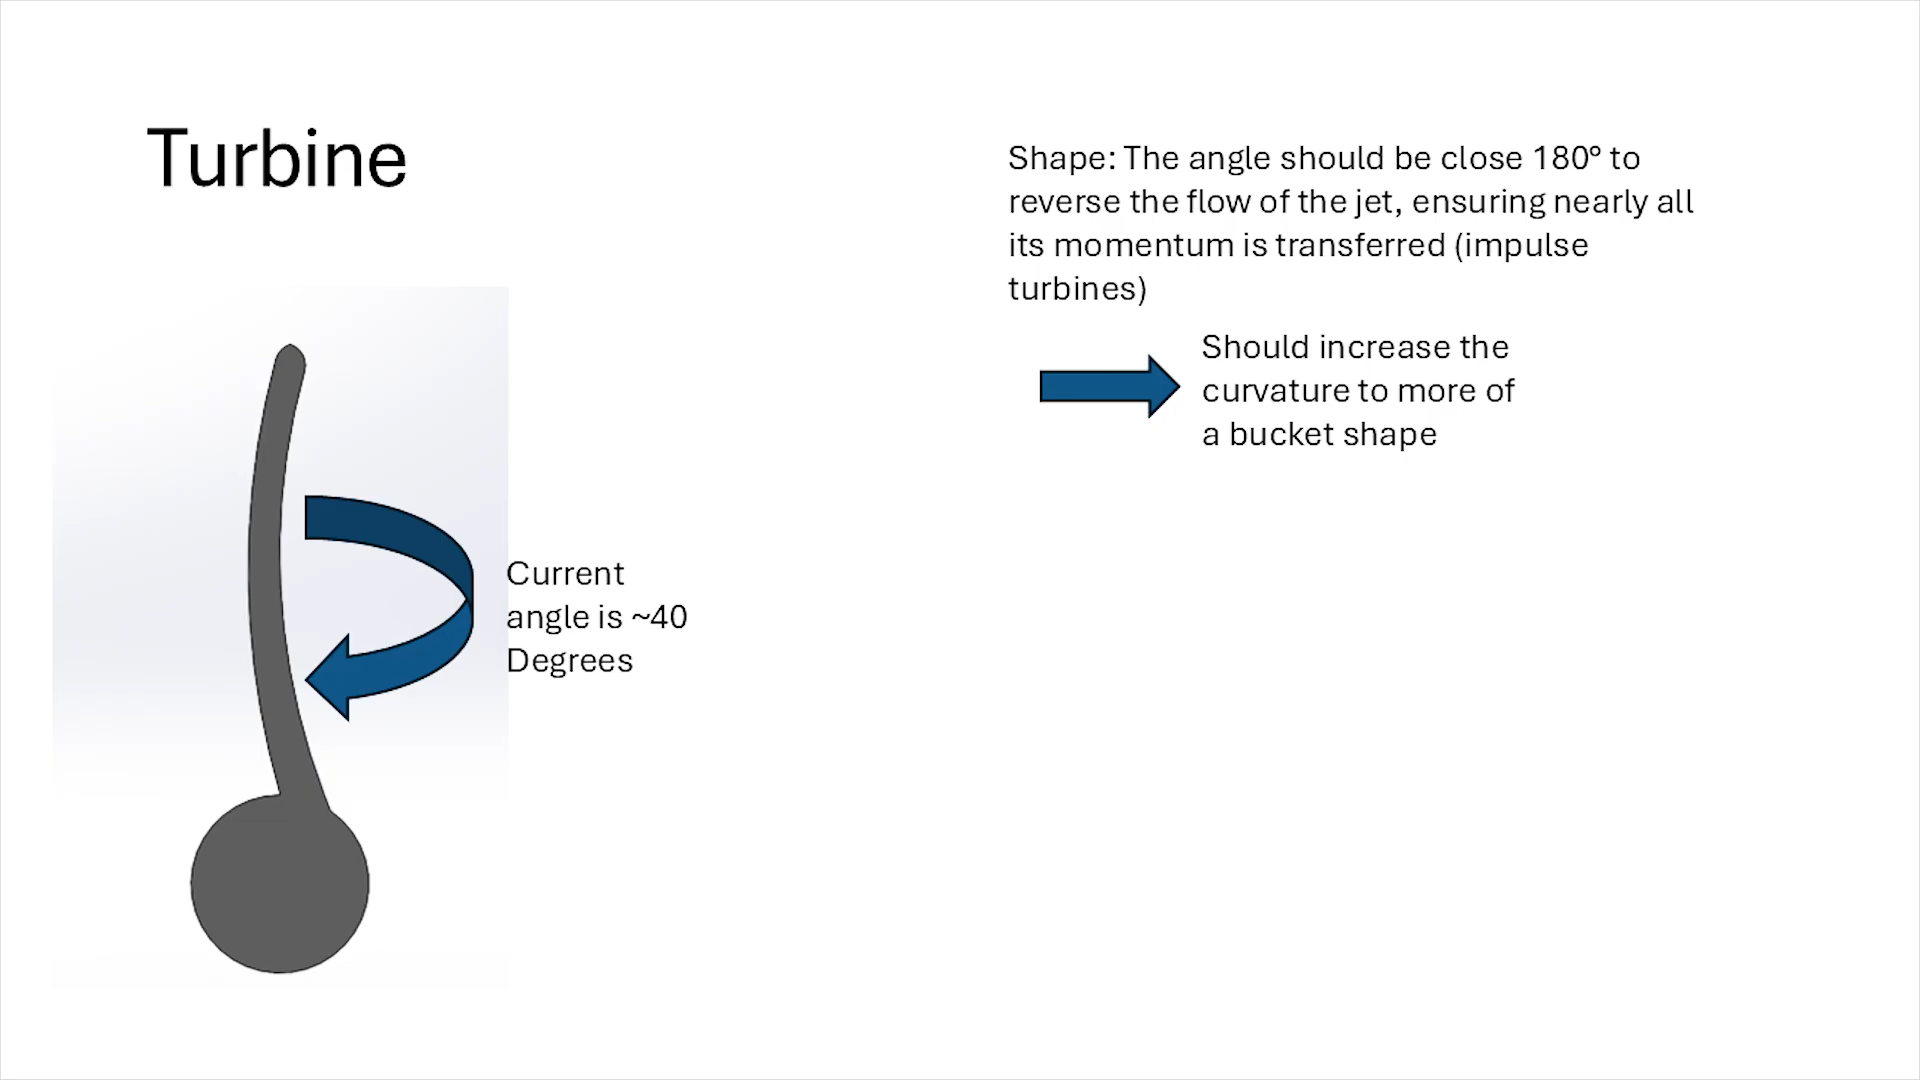 Turbine
Shape: The angle should be close 180° to
reverse the flow of the jet, ensuring nearly all
its momentum is transferred (impulse
turbines)
Should increase the
curvature to more of
a bucket shape
Current
angle is ~40
Degrees